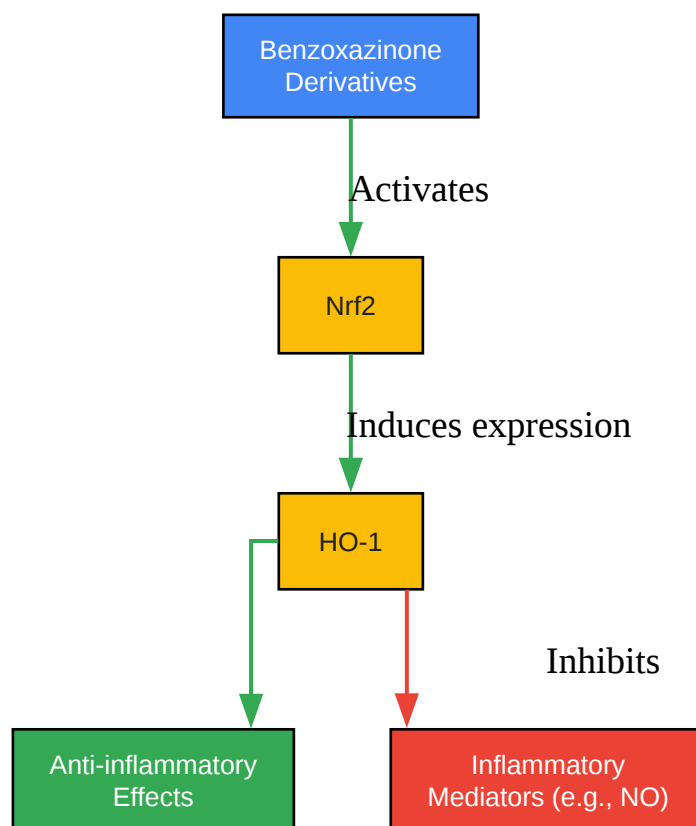 Benzoxazinone
Derivatives
Activates
Nrf2
Induces expression
HO-1
Inhibits
Anti-inflammatory
Effects
Inflammatory
Mediators (e.g., NO)